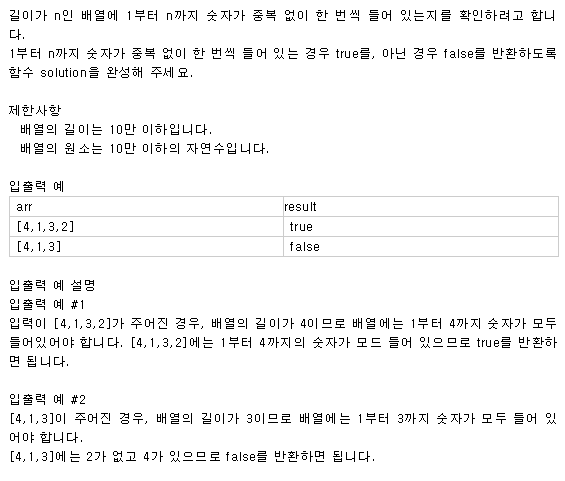 길이가 n인 배열에 1부터 n까지 숫자가 중복 없이 한 번씩 들어 있는지를 확인하려고 합니
다.
1부터 n까지 숫자가 중복 없이 한 번씩 들어 있는 경우 true를, 아닌 경우 false를 반환하도록
함수 solution을 완성해 주세요.
제한사항
배열의 길이는 10만 이하입니다.
배열의 원소는 10만 이하의 자연수입니다.
입출력 예
arr result
[4,1,3,2] true
[4,1,3] false
입출력 예 설명
입출력 예 #1
입력이 [4,1,3,2]가 주어진 경우, 배열의 길이가 4이므로 배열에는 1부터 4까지 숫자가 모두
들어있어야 합니다. [4,1,3,2]에는 1부터 4까지의 숫자가 모드 들어 있으므로 true를 반환하
면 됩니다.
입출력 예 #2
[4,1,3]이 주어진 경우, 배열의 길이가 3이므로 배열에는 1부터 3까지 숫자가 모두 들어 있
어야 합니다.
[4,1,3]에는 2가 없고 4가 있으므로 false를 반환하면 됩니다.